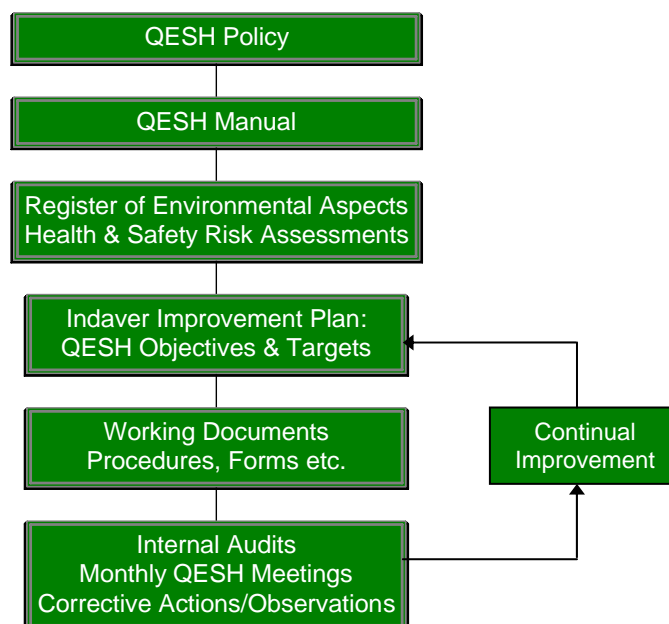 QESH Policy
QESH Manual
Register of Environmental Aspects
Health & Safety Risk Assessments
Indaver Improvement Plan:
QESH Objectives & Targets
Working Documents
Procedures, Forms etc.
Continual
Improvement
Internal Audits
Monthly QESH Meetings
Corrective Actions/Observations